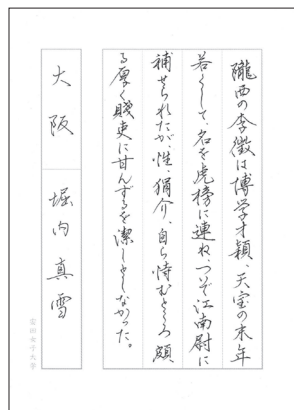 隴西の李徴は博学才穎、天宝の末年
若くして名を虎榜に連ね、ついで江南尉に
補せられたが、性、狷介、自ら恃むところ頗
る厚く賤吏に甘んずるを潔しとしなかった。
大阪 堀内真雪